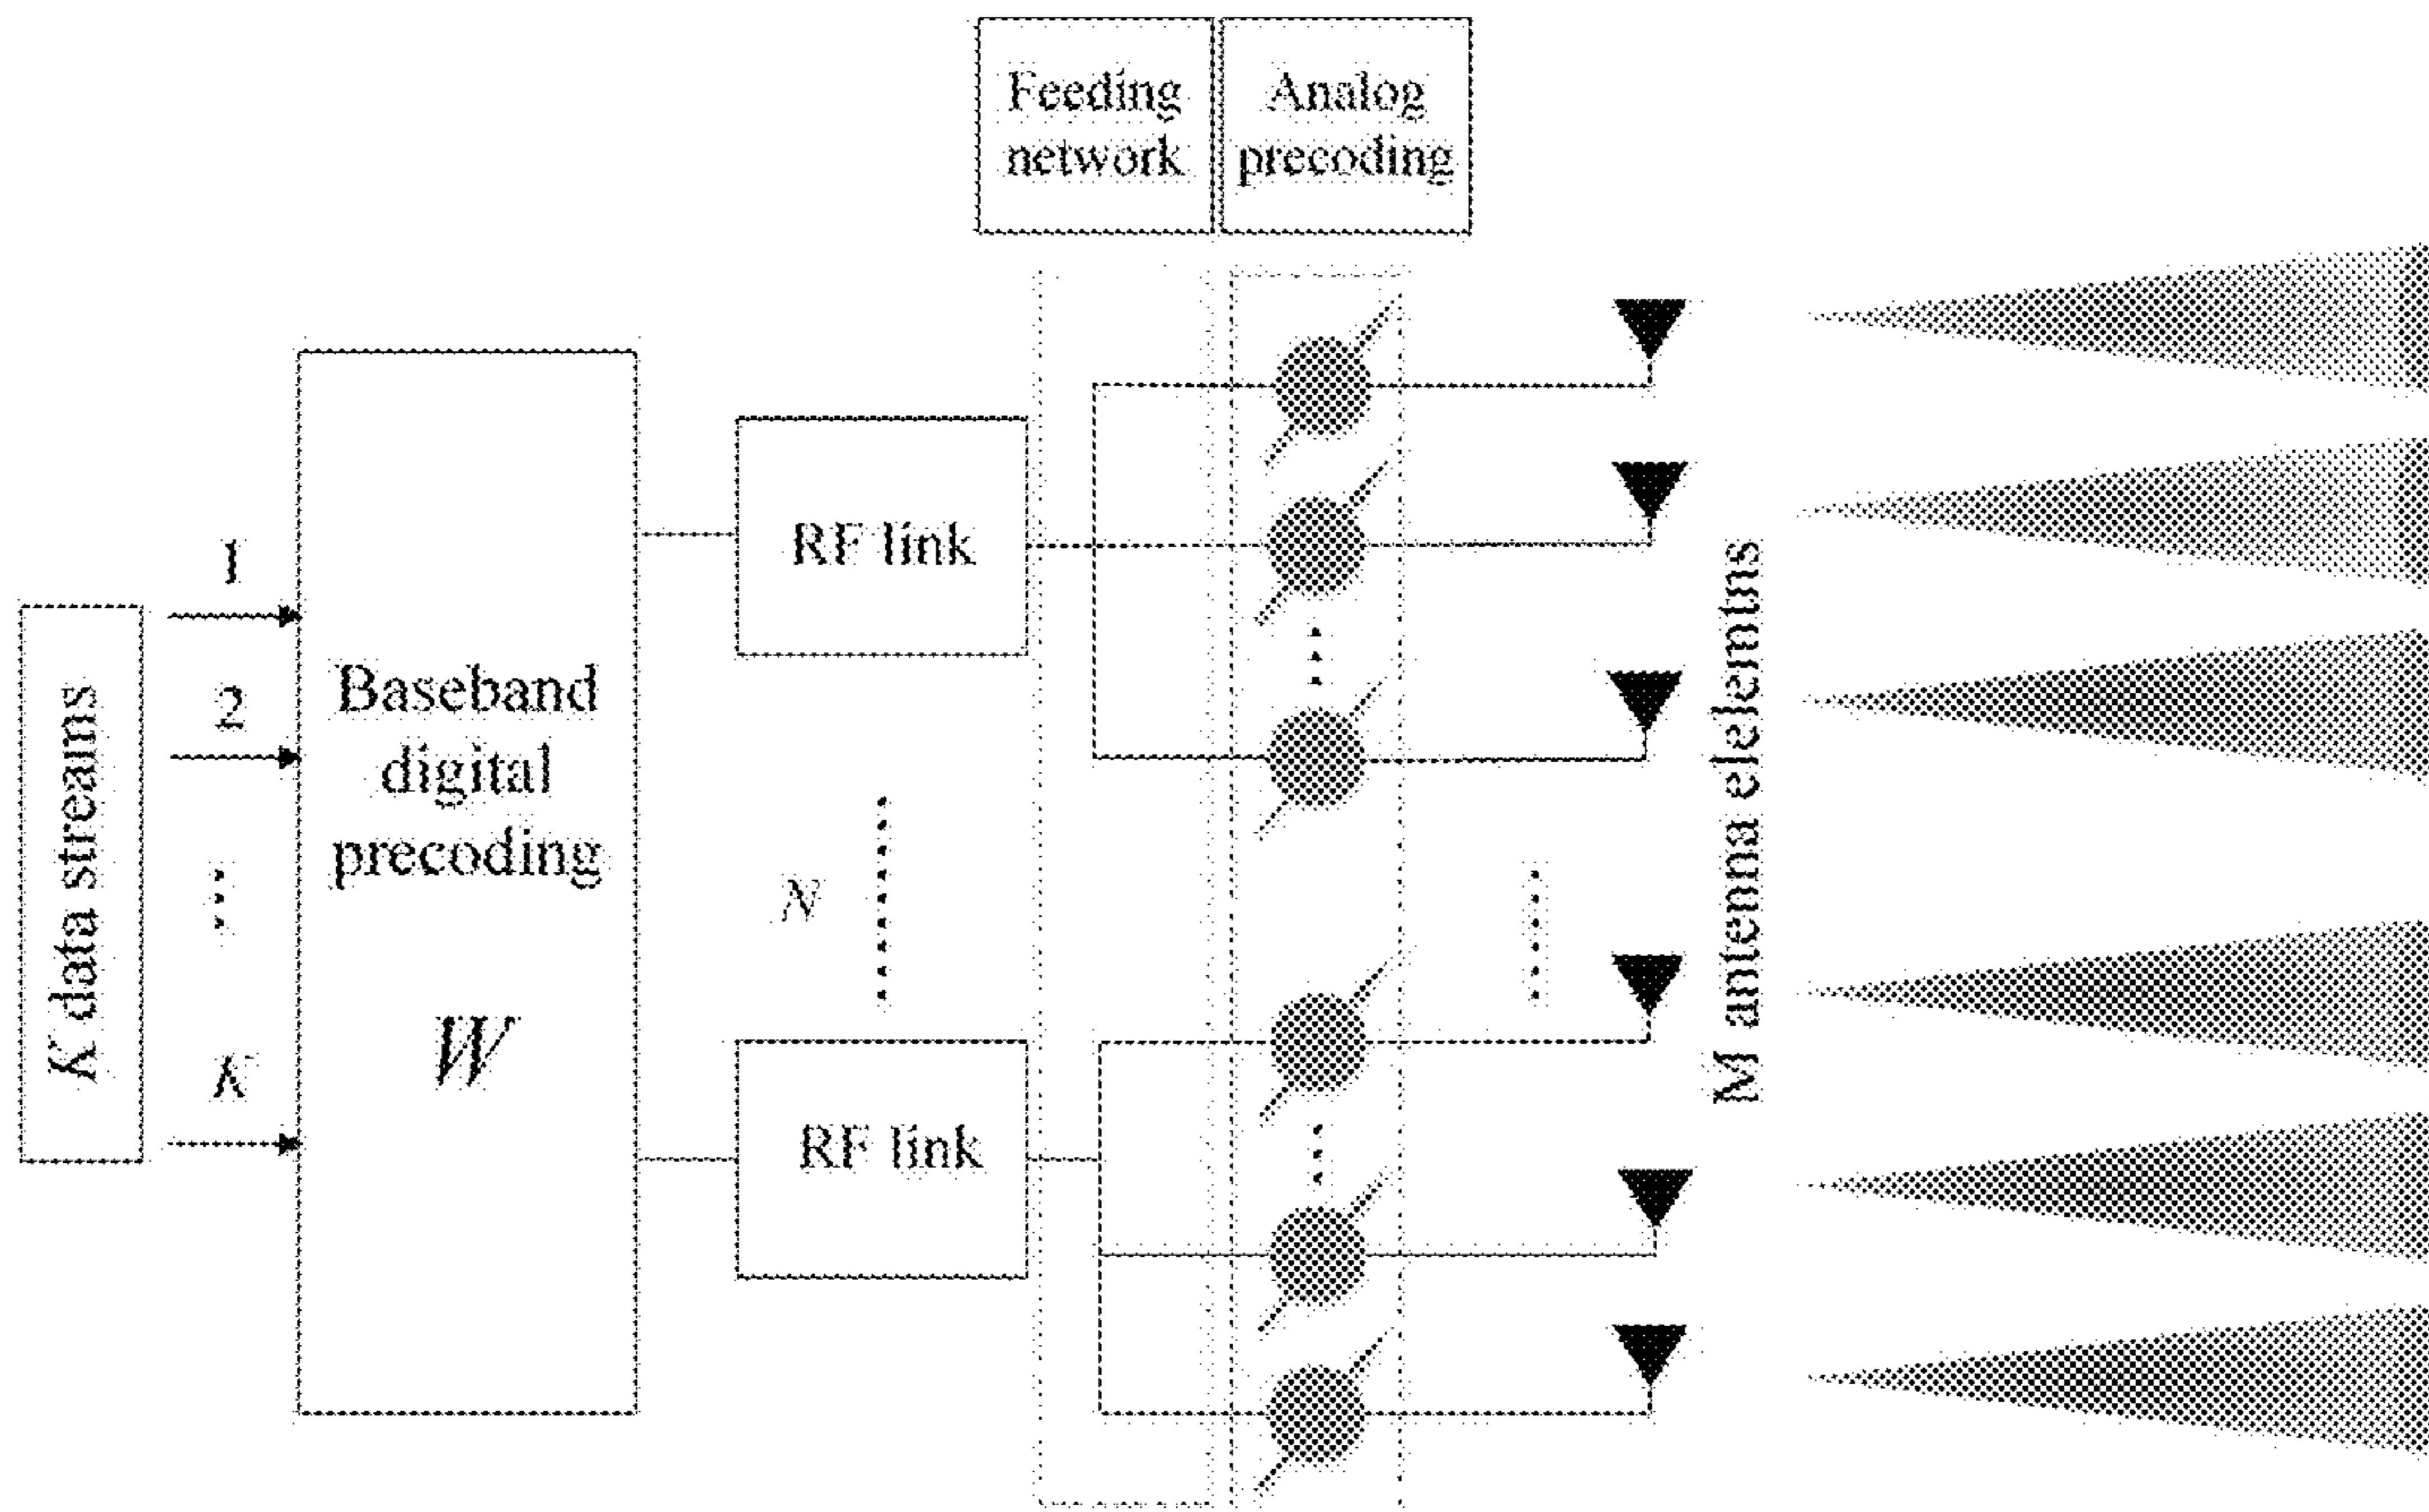 Feeding
network
Analog
precoding
K data streams
1
2
K
Baseband
digital
precoding
W
RF link
N
RF link
M antenna elelemtns